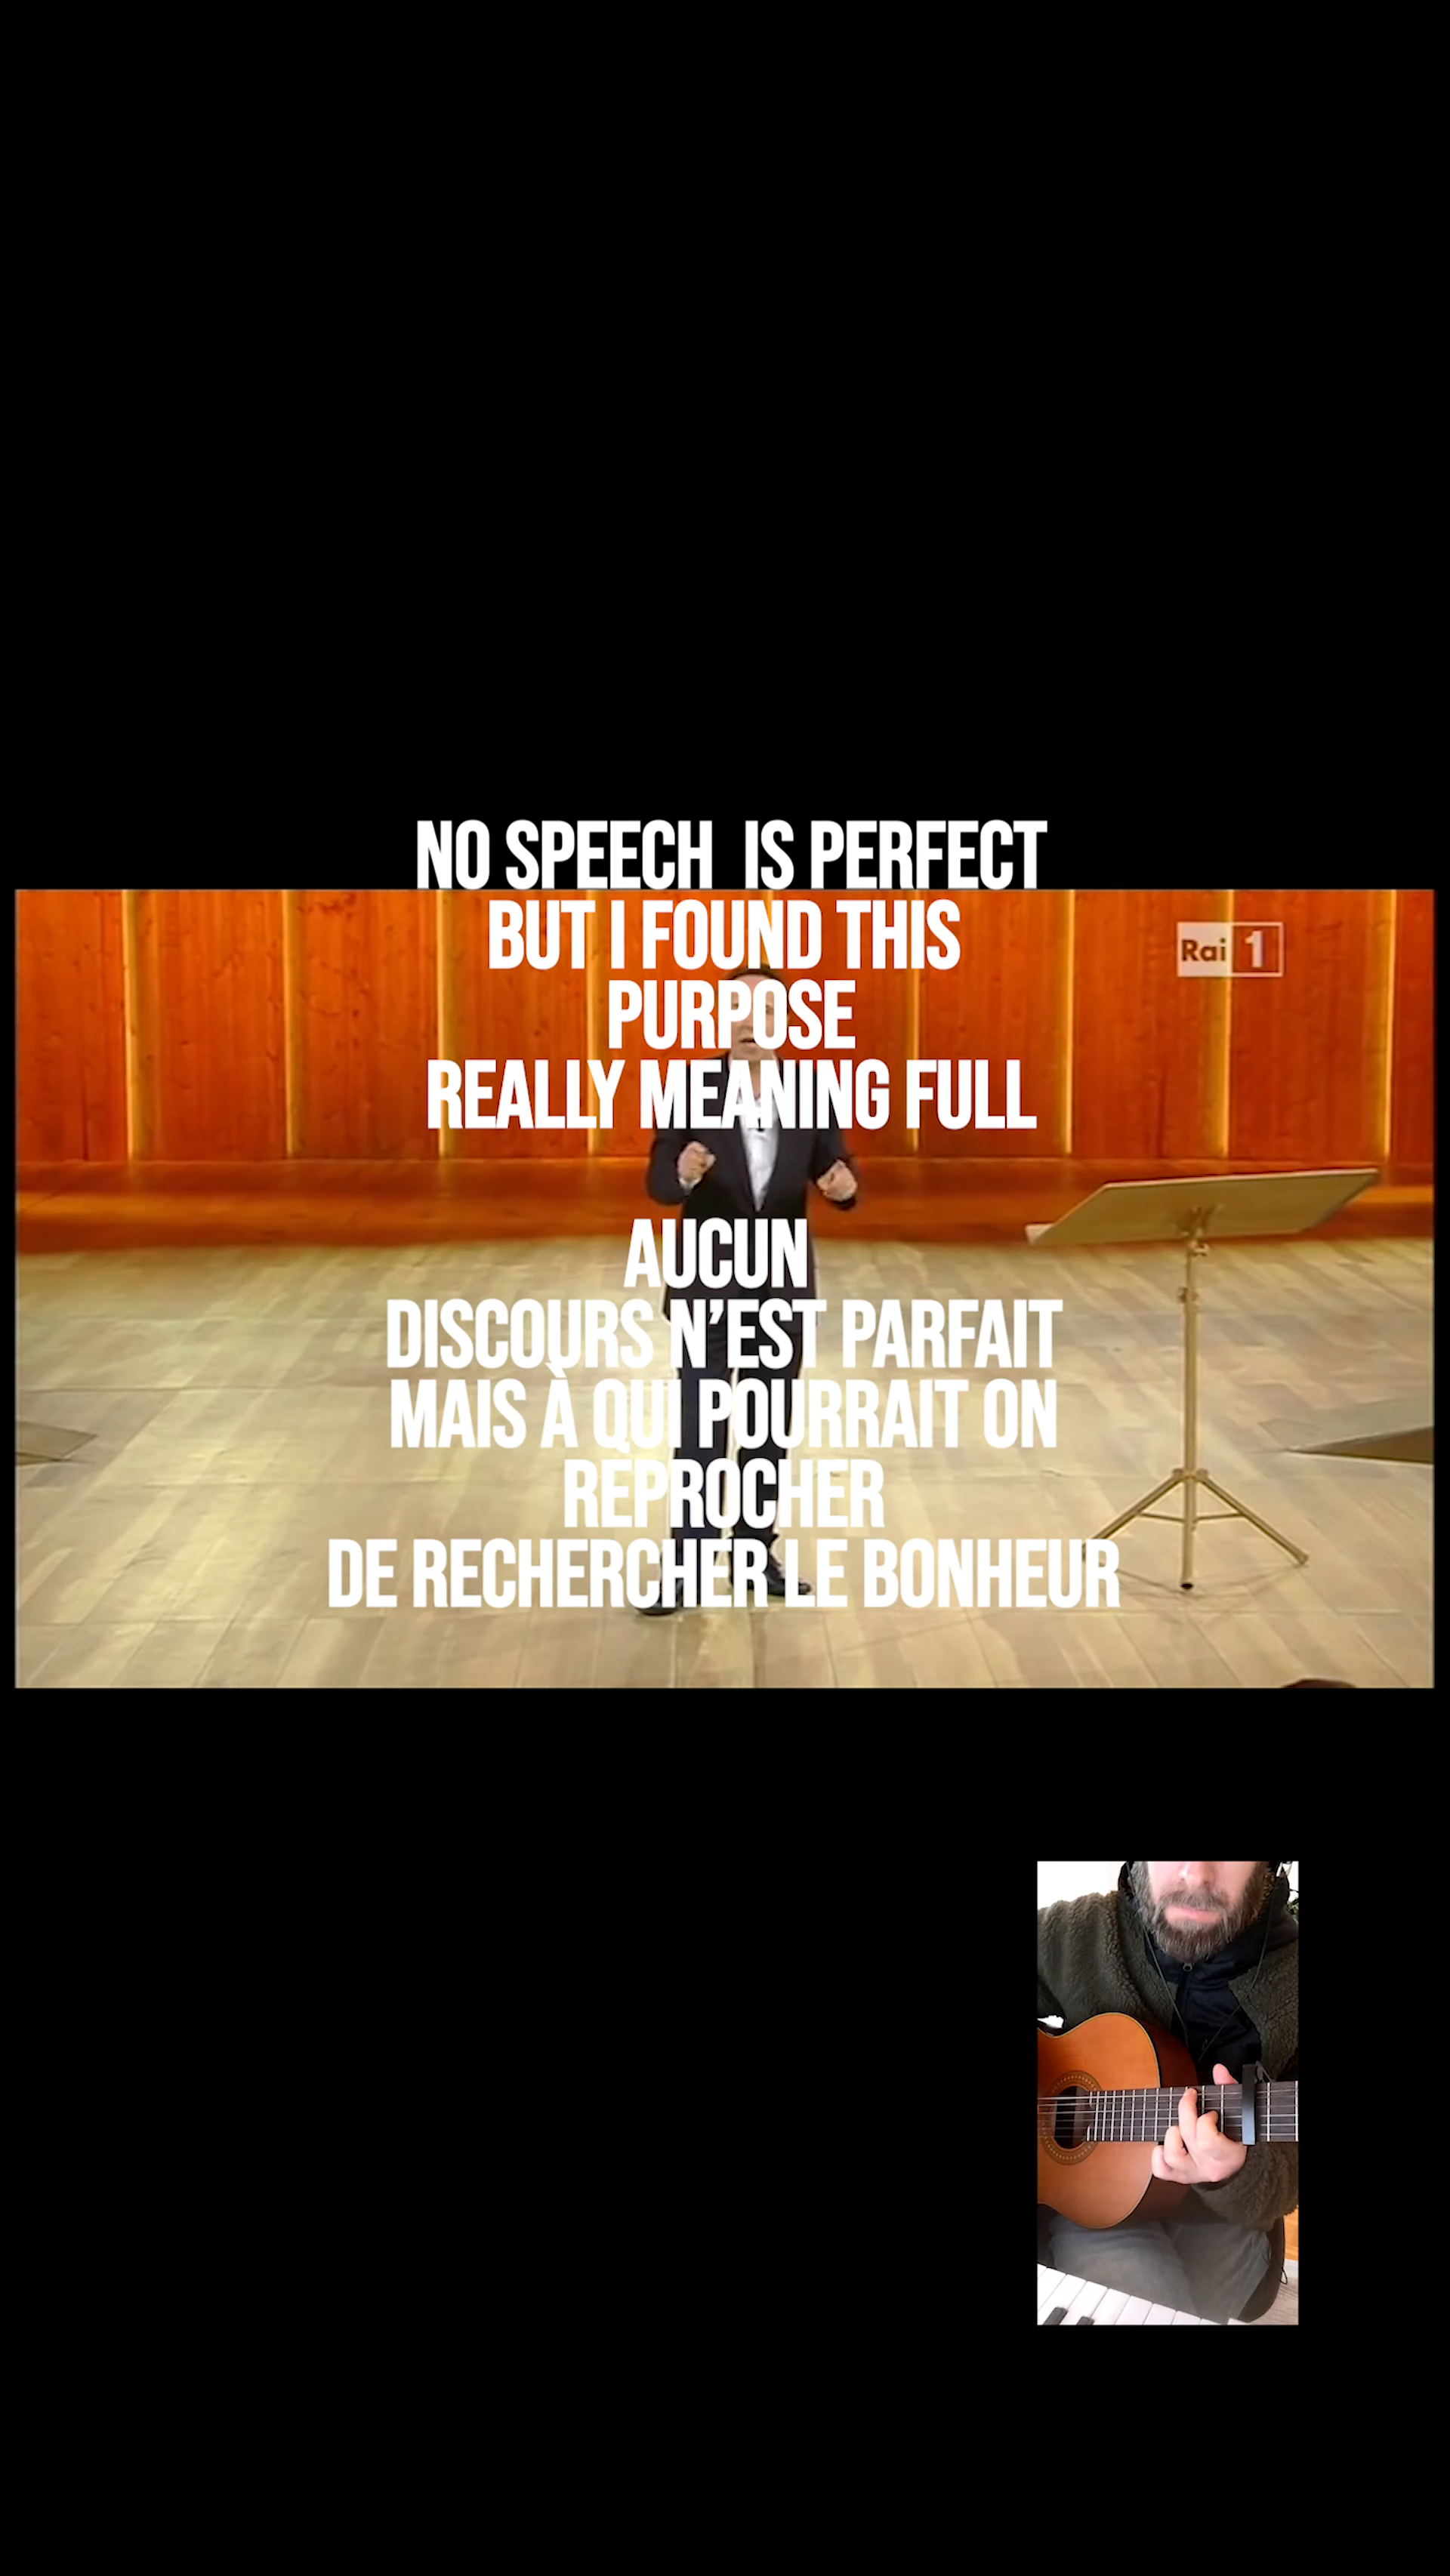 NO SPEECH  IS PERFECT
BUT I FOUND THIS
Rai 1
PURPOSE
REALLY MEANING FULL
AUCUN
DISCOURS N’EST PARFAIT
MAIS À QUI POURRAIT ON
REPROCHER
DE RECHERCHER LE BONHEUR